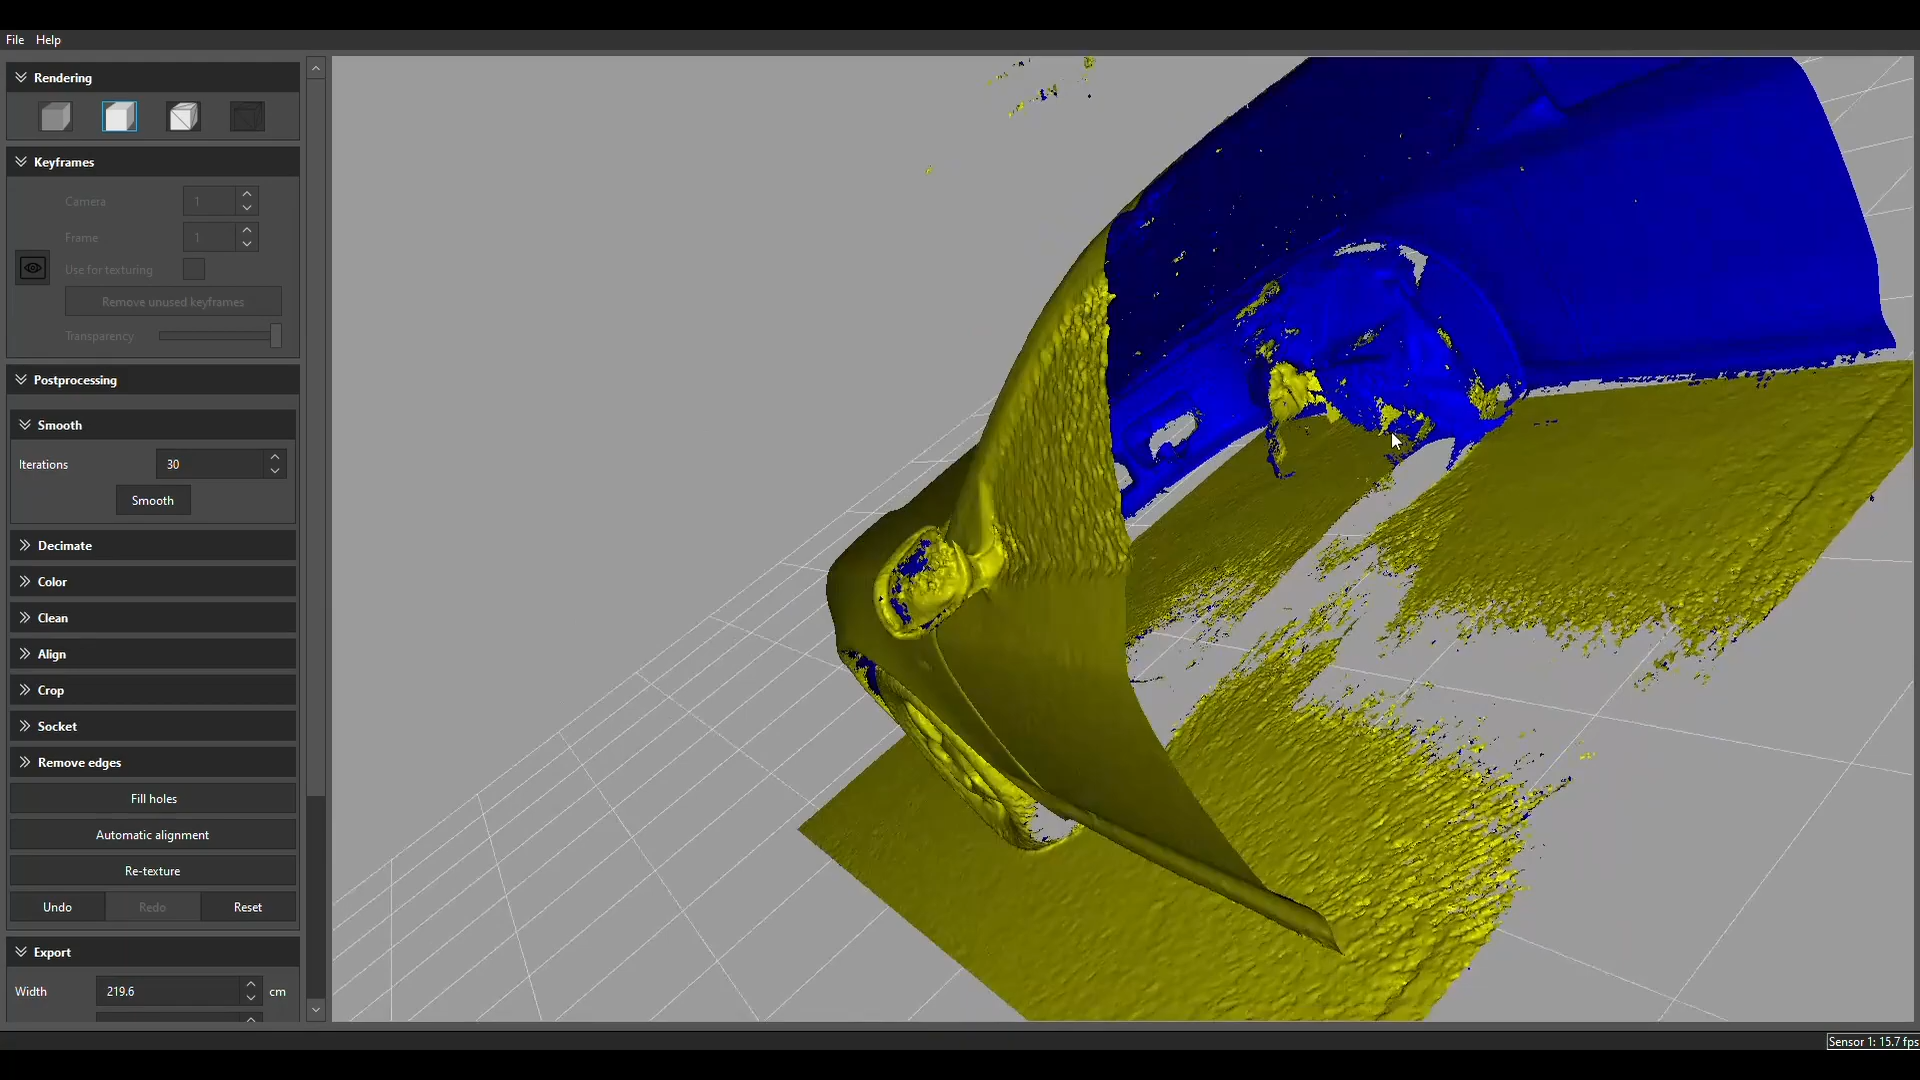 File Help
Rendering
Keyframes
Camera 1
Frame 1
Use for texturing
Remove unused keyframes
Transparency
Postprocessing
Smooth
Iterations 30
Smooth
Decimate
Color
Clean
Align
Crop
Socket
Remove edges
Fill holes
Automatic alignment
Re-texture
Undo Redo Reset
Export
Width 219.6 cm
Sensor 1: 15.7 fps